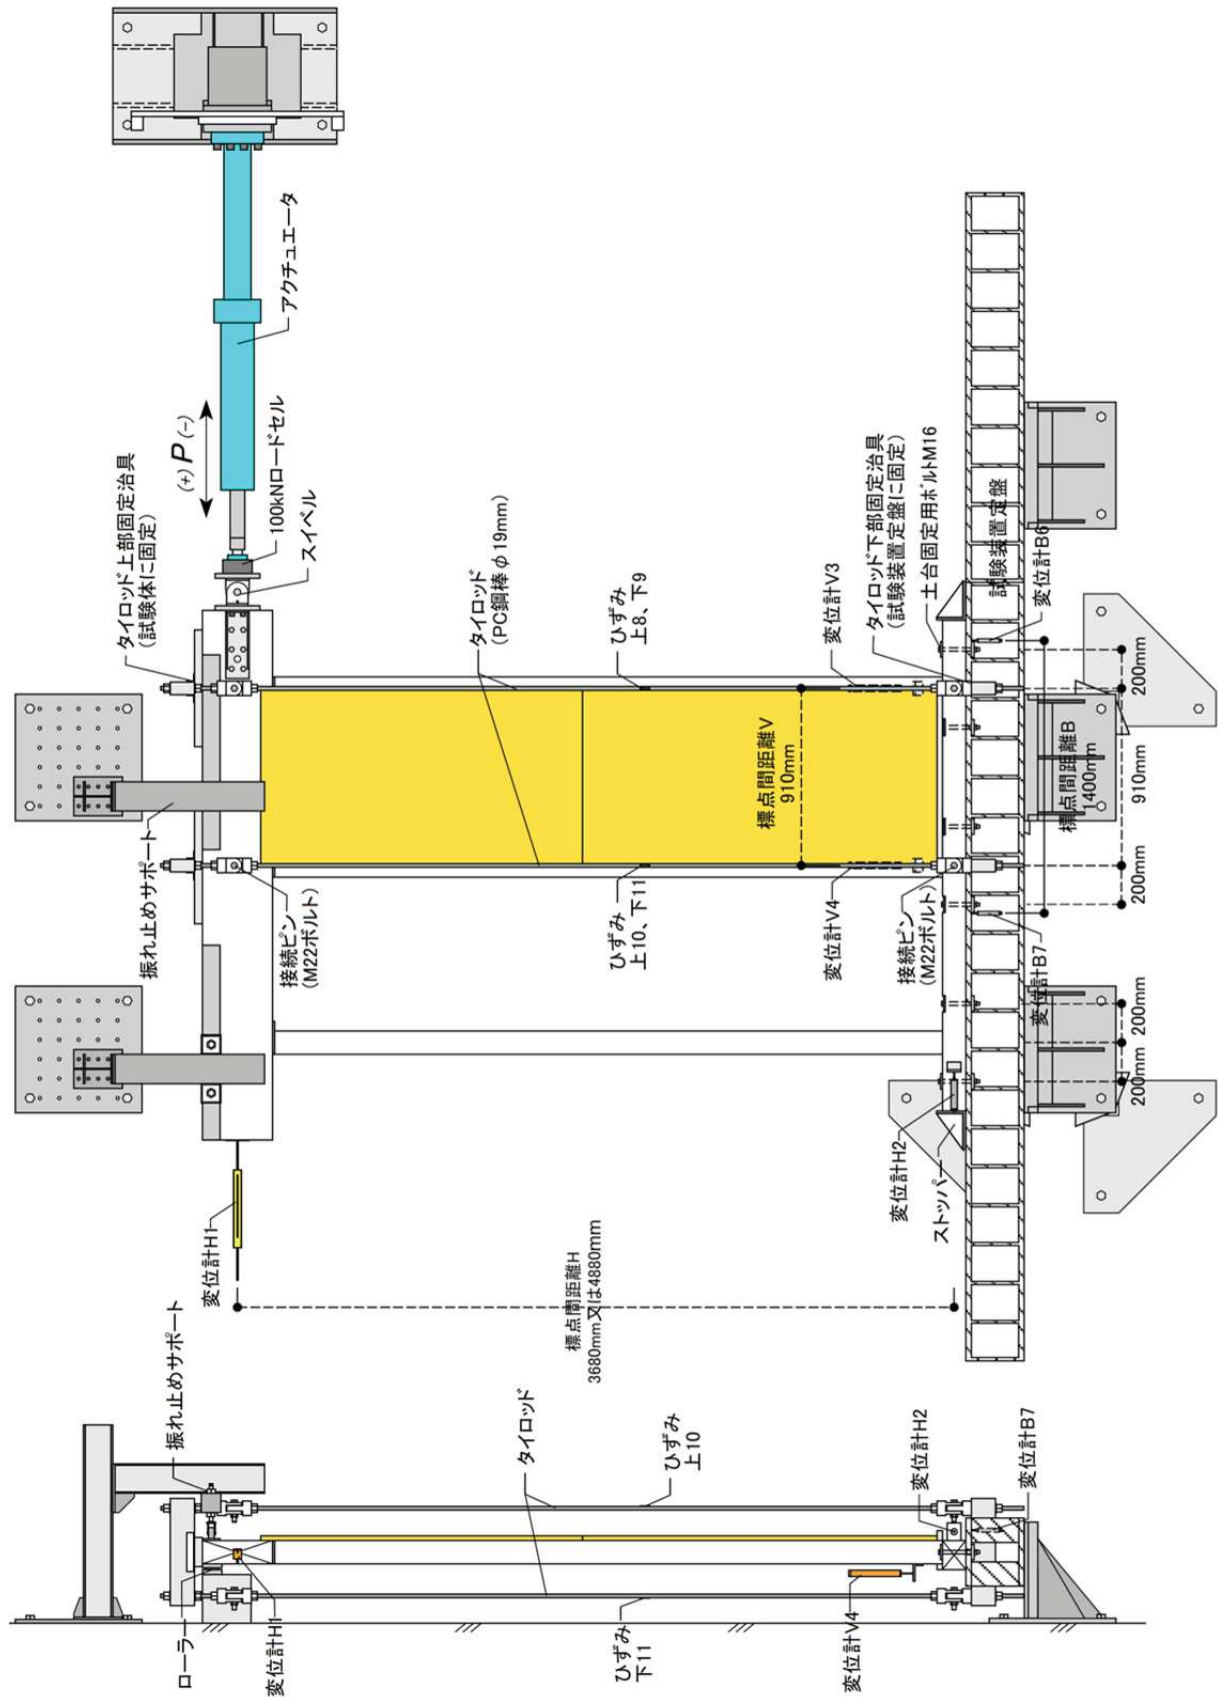 アクチュエータ
(+) P (-)
100kNロードセル
スイベル
タイロッド上部固定治具
(試験体に固定)
振れ止めサポート
接続ピン
(M22ボルト)
タイロッド
(PC鋼棒φ19mm)
ひずみ
上8、下9
ひずみ
上10、下11
変位計V3
変位計V4
標点間距離V
910mm
タイロッド下部固定治具
(試験装置定盤に固定)
土台固定用ボルトM16
接続ピン
(M22ボルト)
試験装置定盤
変位計B6
変位計B7
標点間距離B
1400mm
200mm
910mm
200mm
200mm
200mm
変位計H1
変位計H2
ストッパー
標点間距離H
3680mm又は4880mm
振れ止めサポート
タイロッド
ひずみ
上10
変位計H2
変位計B7
ローラー
変位計H1
ひずみ
下11
変位計V4